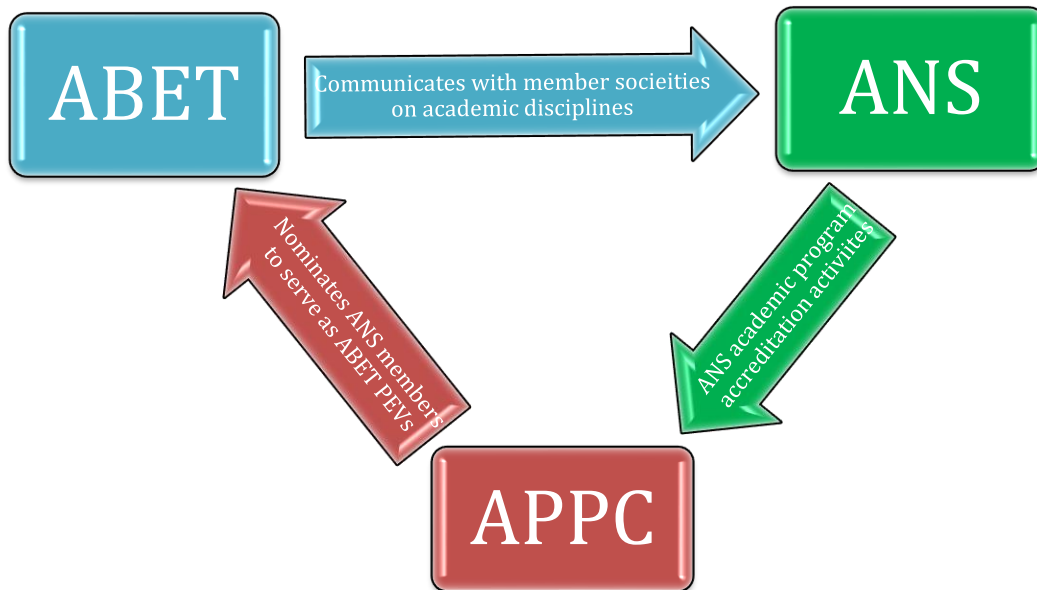 ABET
Communicates with member socieities
on academic disciplines
ANS
ANS academic program
accreditation activiites
APPC
Nominates ANS members
to serve as ABET PEVs